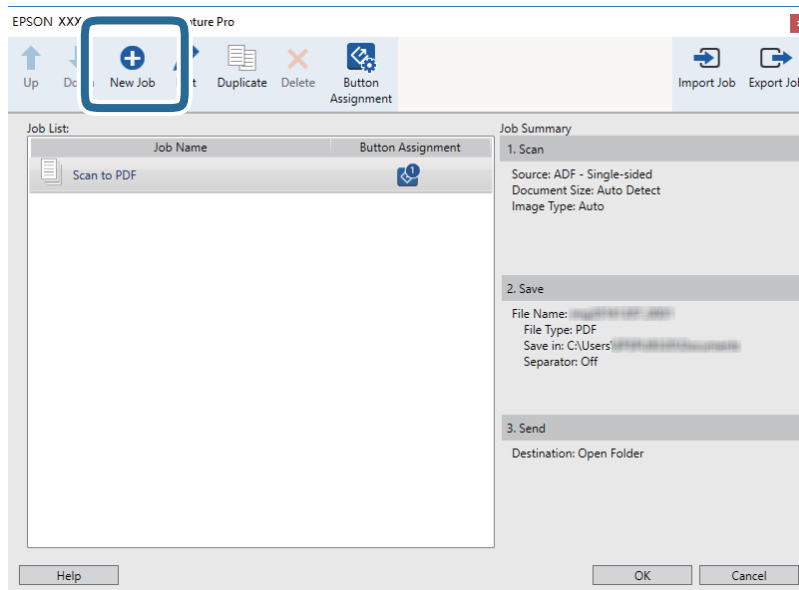 EPSON XXX ture Pro
Up
New Job
Duplicate
Delete
Button
Assignment
Import Job
Export Jol
Job List:
Job Name
Button Assignment
Scan to PDF
1
Job Summary
1. Scan
Source: ADF - Single-sided
Document Size: Auto Detect
Image Type: Auto
2. Save
File Name:
File Type: PDF
Save in: C:\Users\
Separator: Off
3. Send
Destination: Open Folder
Help
OK
Cancel